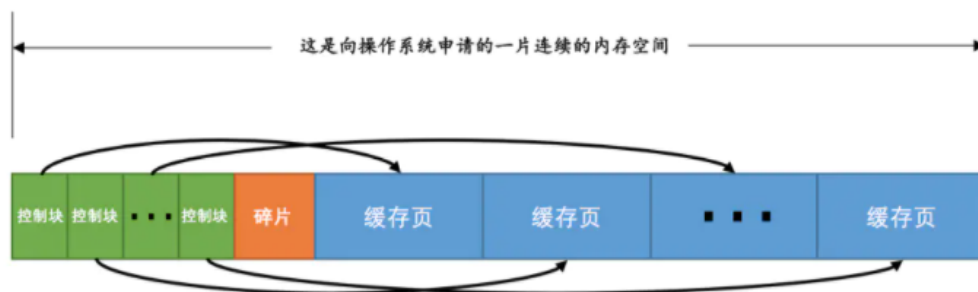 这是向操作系统申请的一片连续的内存空间
控制块 控制块 ··· 控制块 碎片 缓存页 缓存页 ··· 缓存页